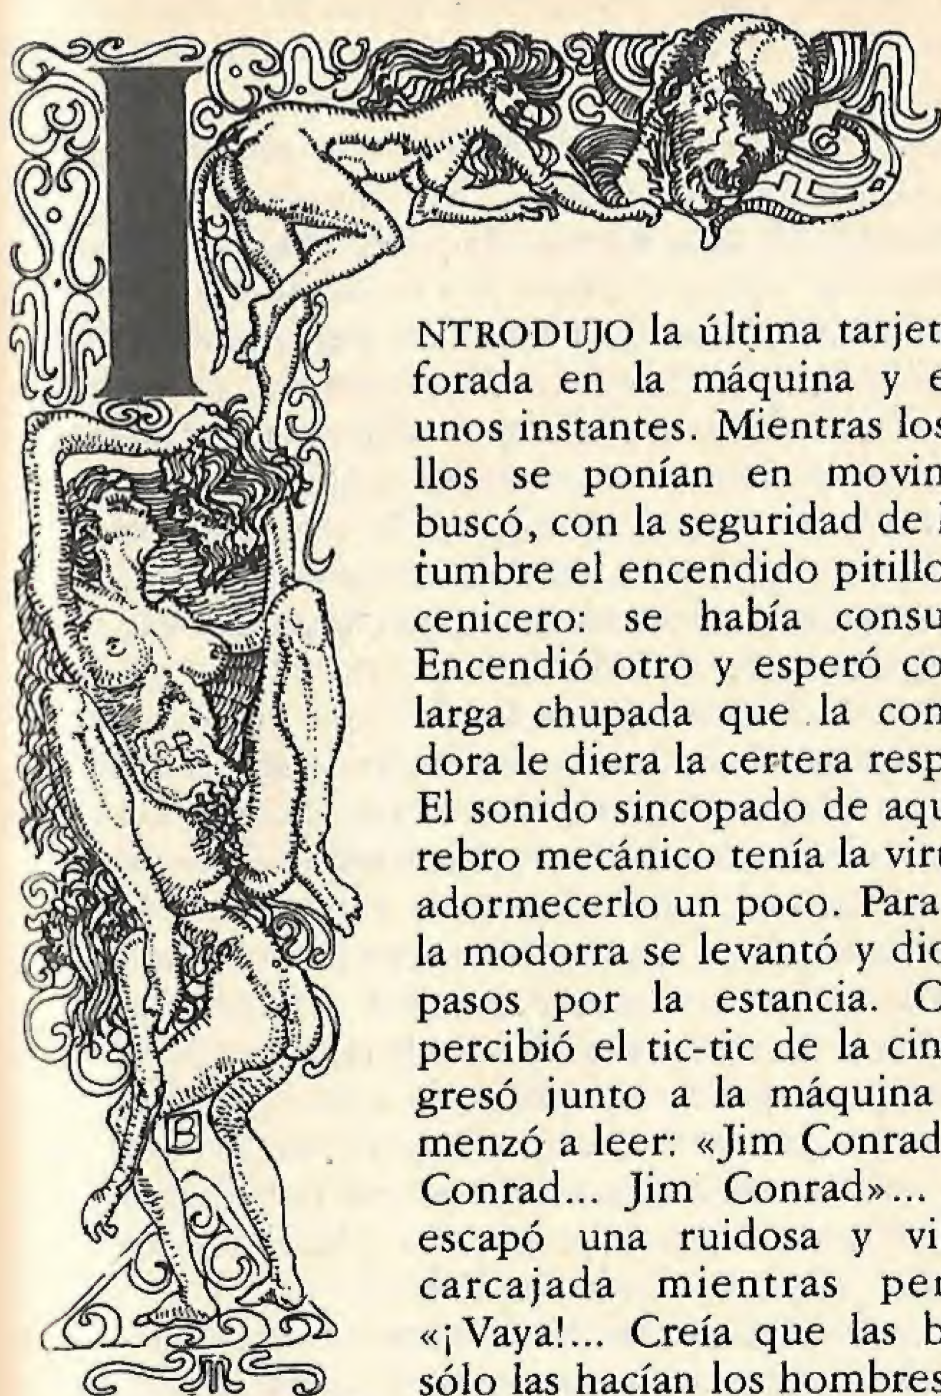 INTRODUJO la última tarjet
forada en la máquina y e
unos instantes. Mientras los
llos se ponían en movin
buscó, con la seguridad de
tumbre el encendido pitillo
cenicero: se había consu
Encendió otro y esperó co
larga chupada que la con
dora le diera la certera resp
El sonido sincopado de aqu
rebro mecánico tenía la virt
adormecerlo un poco. Para
la modorra se levantó y dio
pasos por la estancia. C
percibió el tic-tic de la cin
gresó junto a la máquina
menzó a leer: «Jim Conrad
Conrad... Jim Conrad»...
escapó una ruidosa y vi
carcajada mientras per
«¡Vaya!... Creía que las b
sólo las hacían los hombres
B